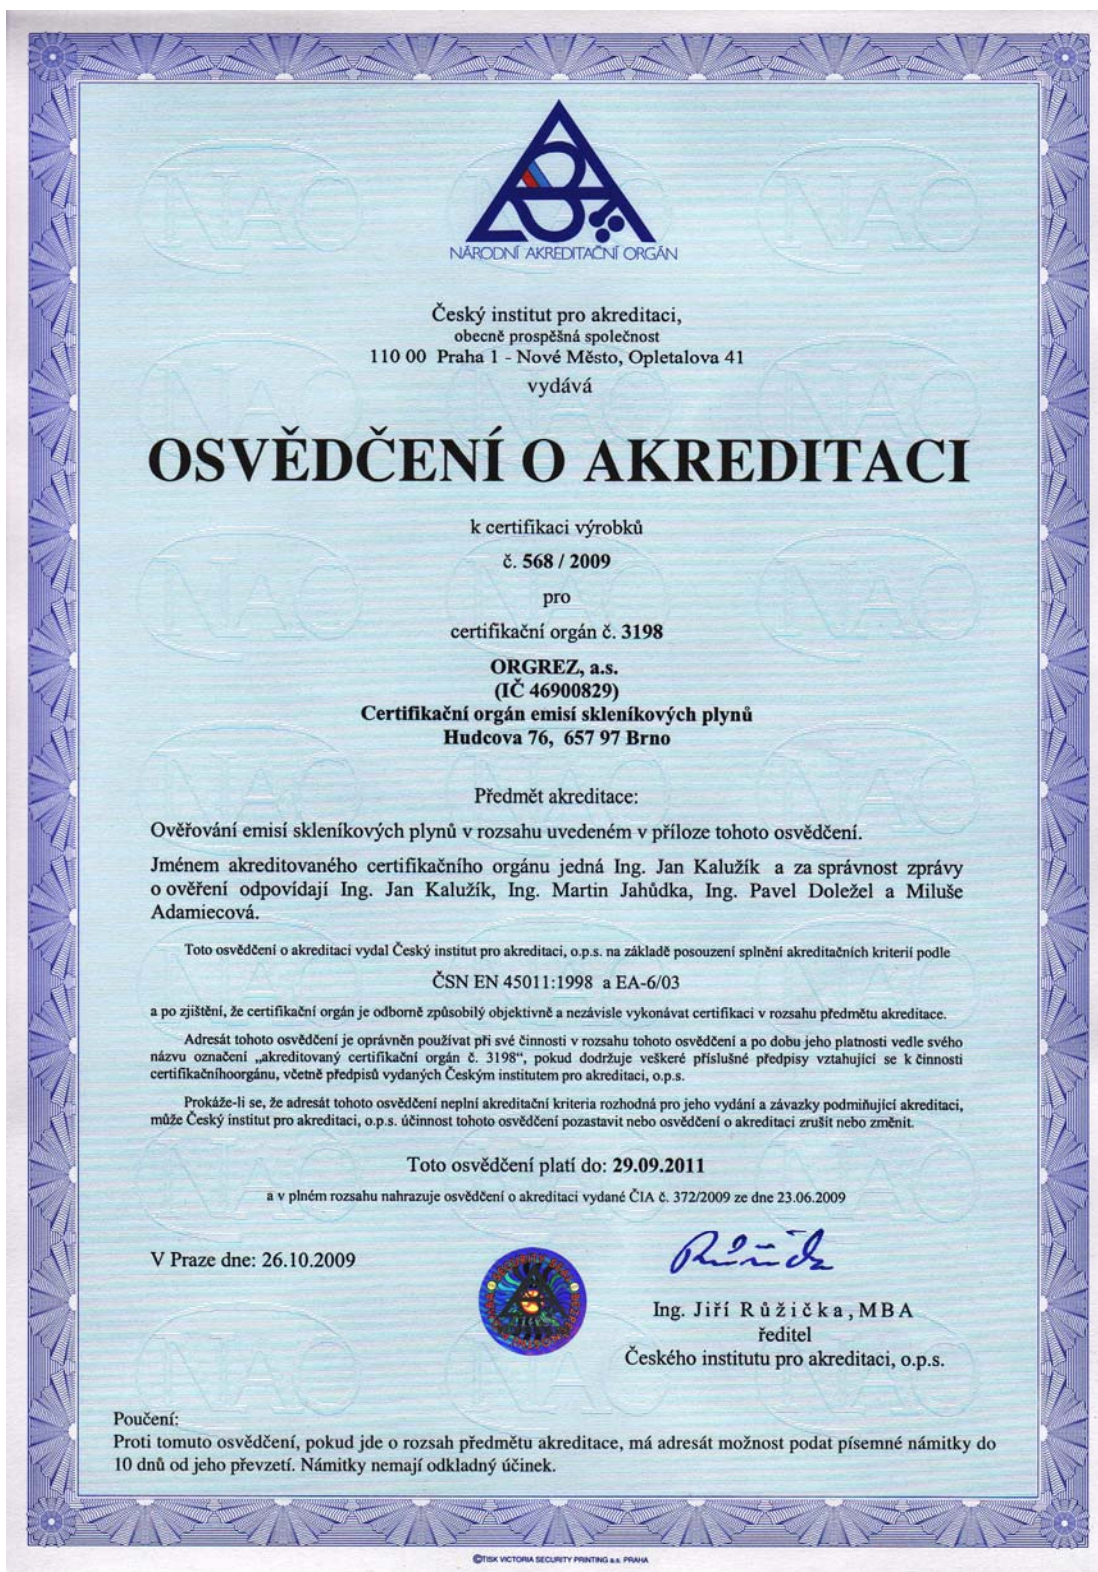 NÁRODNÍ AKREDITAČNÍ ORGÁN
Český institut pro akreditaci,
obecně prospěšná společnost
110 00 Praha 1 - Nové Město, Opletalova 41
vydává
OSVĚDČENÍ O AKREDITACI
k certifikaci výrobků
č. 568 / 2009
pro
certifikační orgán č. 3198
ORGREZ, a.s.
(IČ 46900829)
Certifikační orgán emisí skleníkových plynů
Hudcova 76, 657 97 Brno
Předmět akreditace:
Ověřování emisí skleníkových plynů v rozsahu uvedeném v příloze tohoto osvědčení.
Jménem akreditovaného certifikačního orgánu jedná Ing. Jan Kalužík a za správnost zprávy
o ověření odpovídají Ing. Jan Kalužík, Ing. Martin Jahůdka, Ing. Pavel Doležel a Miluše
Adamiecová.
Toto osvědčení o akreditaci vydal Český institut pro akreditaci, o.p.s. na základě posouzení splnění akreditačních kriterií podle
ČSN EN 45011:1998 a EA-6/03
a po zjištění, že certifikační orgán je odborně způsobilý objektivně a nezávisle vykonávat certifikaci v rozsahu předmětu akreditace.
Adresát tohoto osvědčení je oprávněn používat při své činnosti v rozsahu tohoto osvědčení a po dobu jeho platnosti vedle svého
názvu označení „akreditovaný certifikační orgán č. 3198“, pokud dodržuje veškeré příslušné předpisy vztahující se k činnosti
certifikačníhoorgánu, včetně předpisů vydaných Českým institutem pro akreditaci, o.p.s.
Prokáže-li se, že adresát tohoto osvědčení neplní akreditační kriteria rozhodná pro jeho vydání a závazky podmiňující akreditaci,
může Český institut pro akreditaci, o.p.s. účinnost tohoto osvědčení pozastavit nebo osvědčení o akreditaci zrušit nebo změnit.
Toto osvědčení platí do: 29.09.2011
a v plném rozsahu nahrazuje osvědčení o akreditaci vydané ČIA č. 372/2009 ze dne 23.06.2009
V Praze dne: 26.10.2009
Ing. Jiří Růžička, MBA
ředitel
Českého institutu pro akreditaci, o.p.s.
Poučení:
Proti tomuto osvědčení, pokud jde o rozsah předmětu akreditace, má adresát možnost podat písemné námitky do
10 dnů od jeho převzetí. Námitky nemají odkladný účinek.
©TISK VICTORIA SECURITY PRINTING a.s. PRAHA